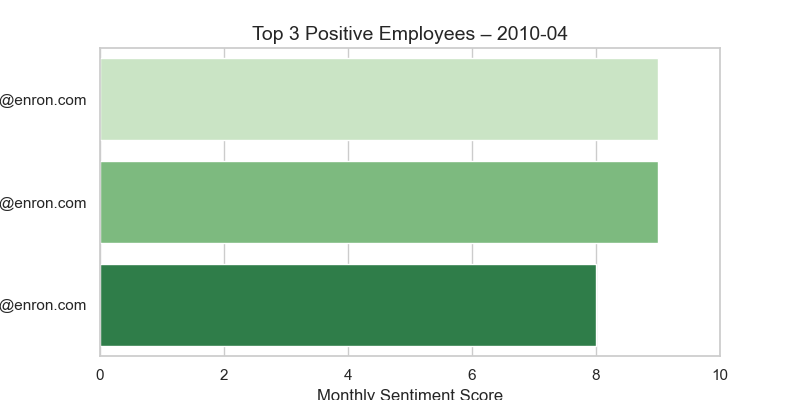 Top 3 Positive Employees – 2010-04
@enron.com
@enron.com
@enron.com
0 2 4 6 8 10
Monthly Sentiment Score